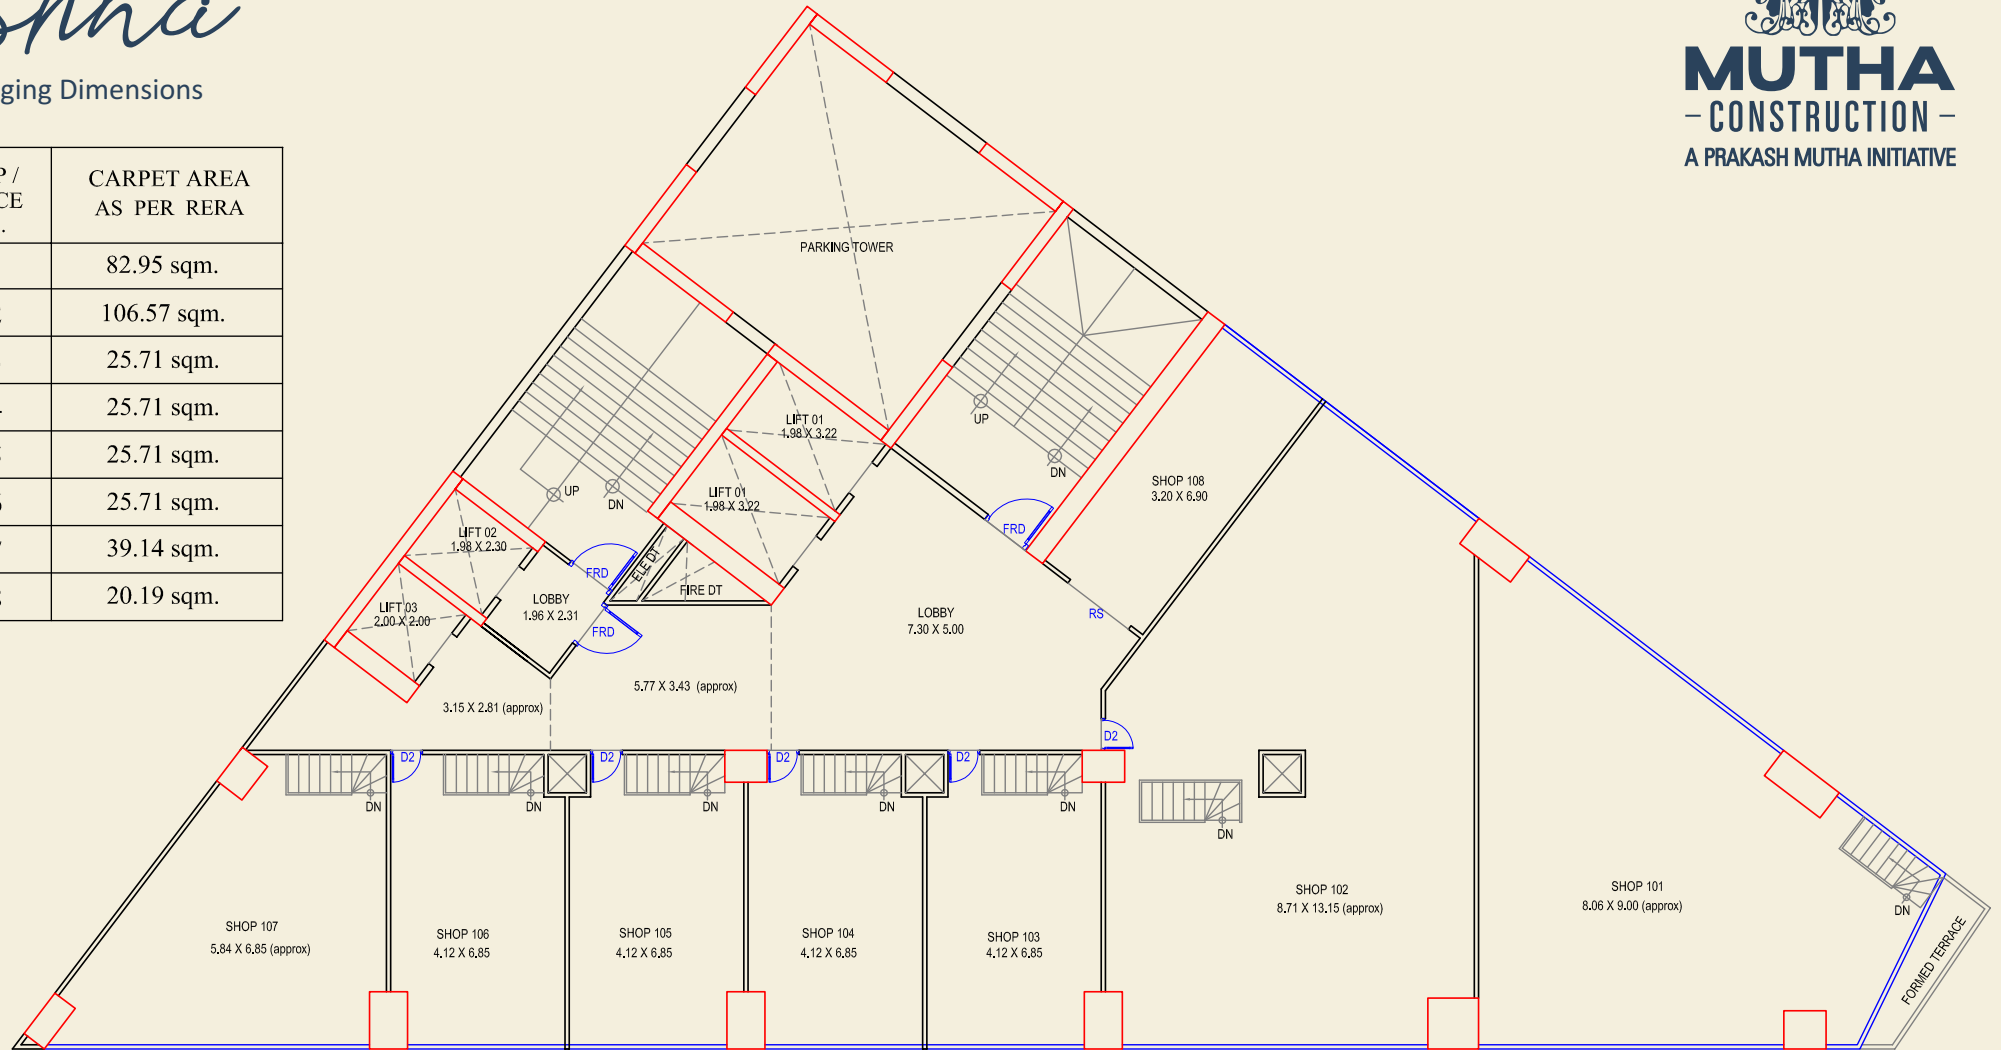 ging Dimensions
MUTHA
- CONSTRUCTION -
A PRAKASH MUTHA INITIATIVE
CARPET AREA
AS PER RERA
82.95 sqm.
106.57 sqm.
25.71 sqm.
25.71 sqm.
25.71 sqm.
25.71 sqm.
39.14 sqm.
20.19 sqm.
PARKING TOWER
LIFT 01
1.98 X 3.22
UP
DN
LIFT 01
1.98 X 3.22
UP
DN
SHOP 108
3.20 X 6.90
FRD
LIFT 02
1.98 X 2.30
FRD
ELE DT
FIRE DT
LIFT 03
2.00 X 2.00
LOBBY
1.96 X 2.31
FRD
LOBBY
7.30 X 5.00
RS
5.77 X 3.43 (approx)
3.15 X 2.81 (approx)
D2
D2
D2
D2
D2
DN
DN
DN
DN
DN
DN
DN
SHOP 107
5.84 X 6.85 (approx)
SHOP 106
4.12 X 6.85
SHOP 105
4.12 X 6.85
SHOP 104
4.12 X 6.85
SHOP 103
4.12 X 6.85
SHOP 102
8.71 X 13.15 (approx)
SHOP 101
8.06 X 9.00 (approx)
FORMED TERRACE